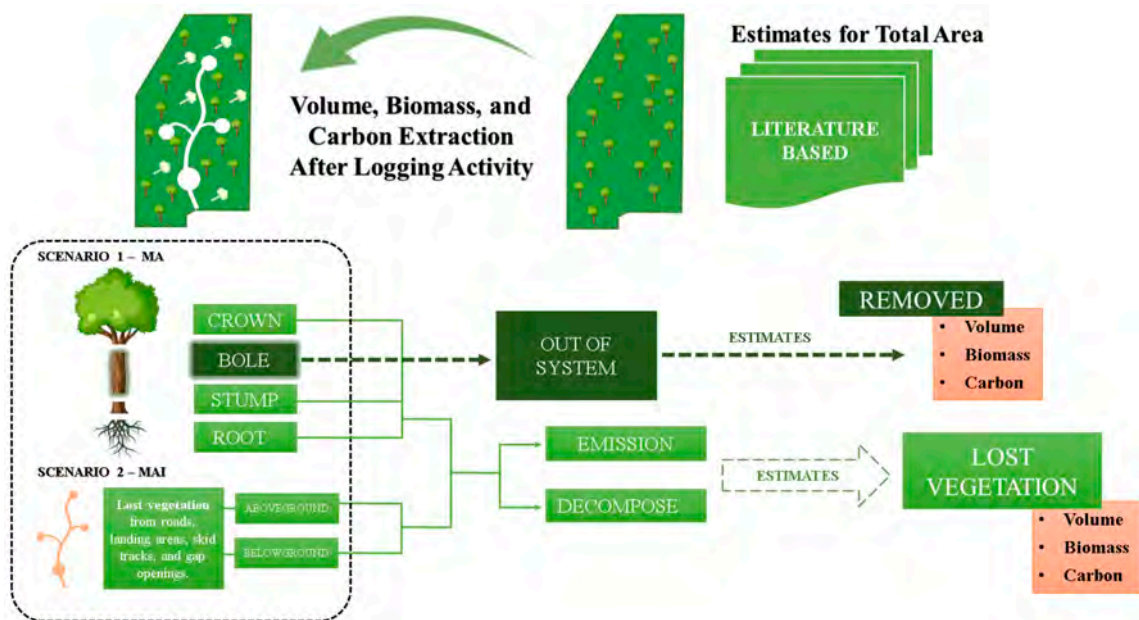 Estimates for Total Area
Volume, Biomass, and
Carbon Extraction
After Logging Activity
LITERATURE
BASED
SCENARIO 1 – MA
CROWN
BOLE
STUMP
ROOT
OUT OF
SYSTEM
ESTIMATES
REMOVED
• Volume
• Biomass
• Carbon
SCENARIO 2 – MAI
Lost vegetation
from roads,
landing areas, skid
tracks, and gap
openings.
ABOVEGROUND
BELOWGROUND
EMISSION
DECOMPOSE
ESTIMATES
LOST
VEGETATION
• Volume
• Biomass
• Carbon